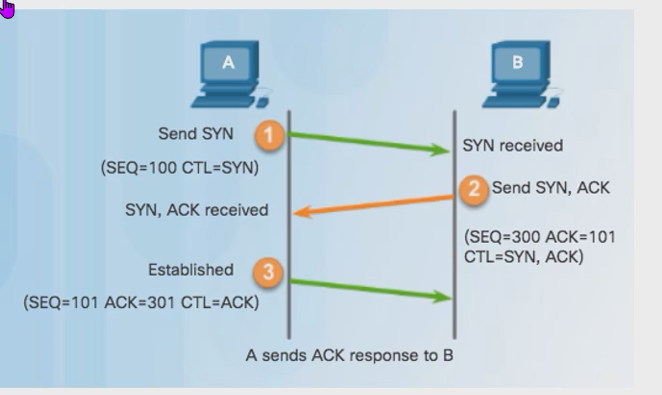 A
B
Send SYN 1
(SEQ=100 CTL=SYN)
SYN received
2 Send SYN, ACK
SYN, ACK received
(SEQ=300 ACK=101
CTL=SYN, ACK)
Established 3
(SEQ=101 ACK=301 CTL=ACK)
A sends ACK response to B